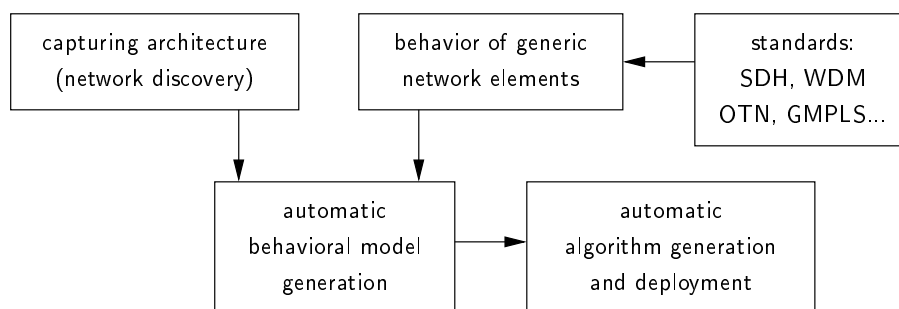 capturing architecture
(network discovery)
behavior of generic
network elements
standards:
SDH, WDM
OTN, GMPLS...
automatic
behavioral model
generation
automatic
algorithm generation
and deployment